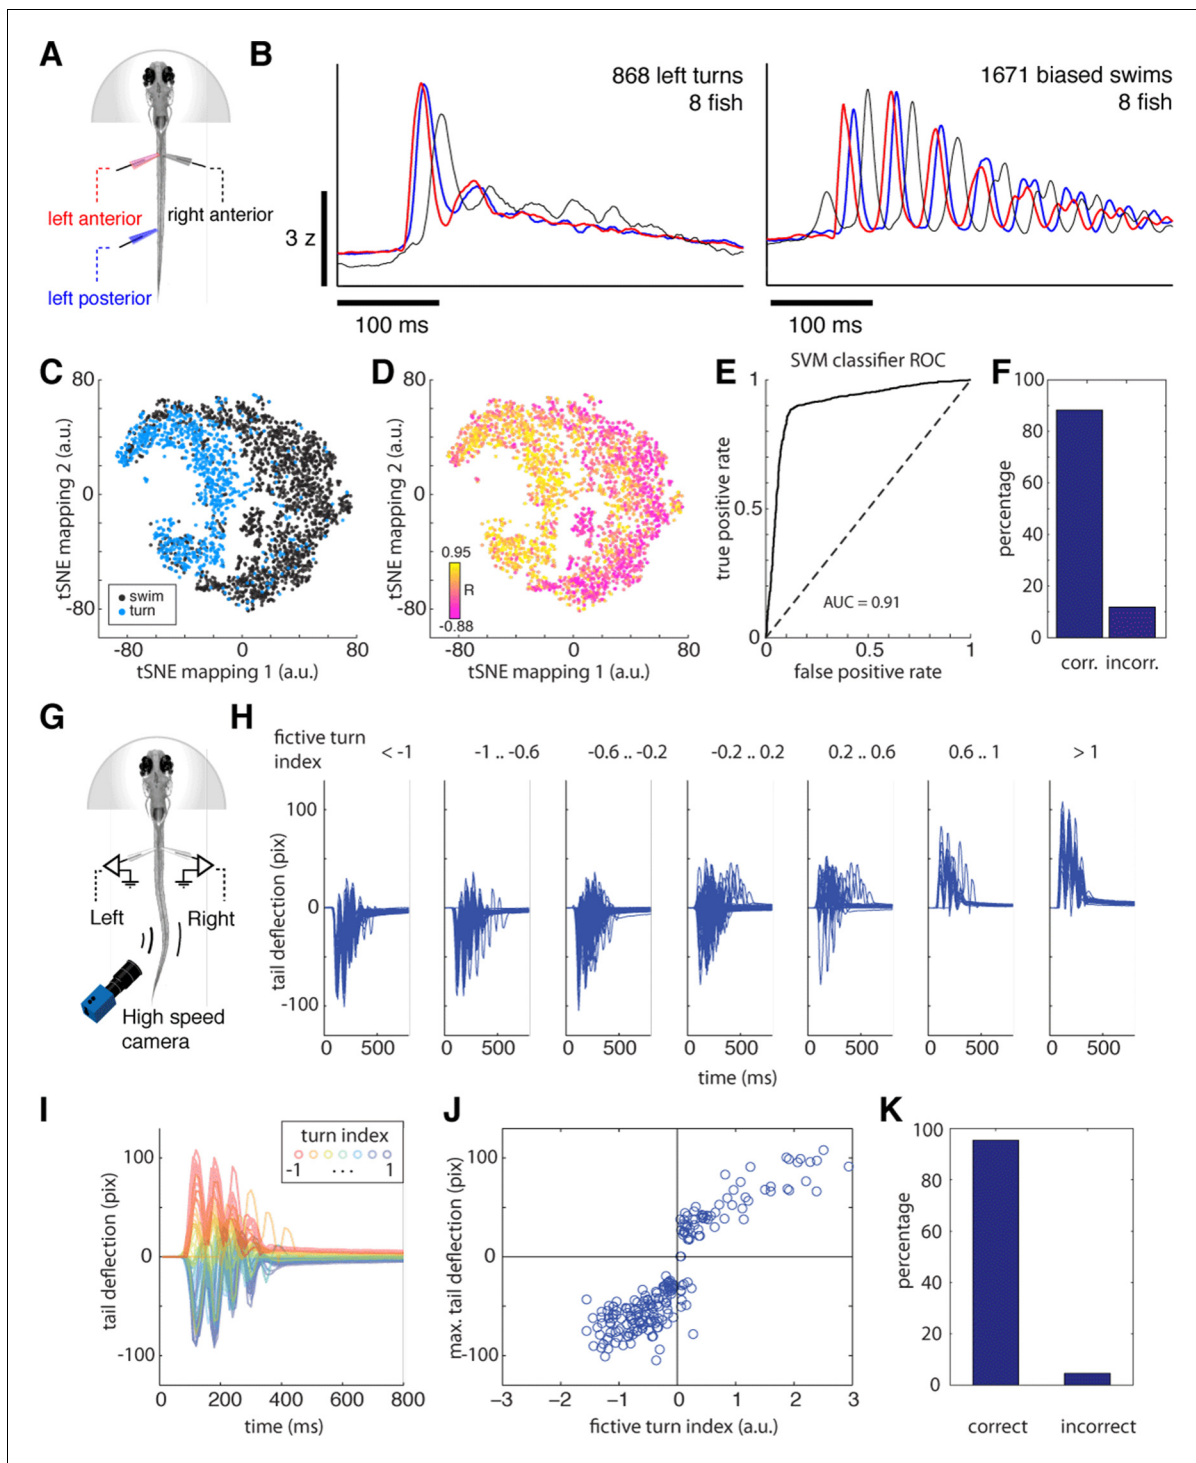 A
left anterior
right anterior
left posterior
B
868 left turns
8 fish
1671 biased swims
8 fish
3 z
100 ms
100 ms
C
80
0
-80
tSNE mapping 2 (a.u.)
swim
turn
-80
0
80
tSNE mapping 1 (a.u.)
D
80
0
-80
tSNE mapping 2 (a.u.)
0.95
R
-0.88
-80
0
80
tSNE mapping 1 (a.u.)
E
SVM classifier ROC
1
0.5
0
true positive rate
AUC = 0.91
0
0.5
1
false positive rate
F
100
80
60
40
20
0
percentage
corr. incorr.
G
Left
Right
High speed
camera
H
fictive turn
index
< -1
-1 .. -0.6
-0.6 .. -0.2
-0.2 .. 0.2
0.2 .. 0.6
0.6 .. 1
> 1
100
0
-100
tail deflection (pix)
0 500
0 500
0 500
0 500
0 500
0 500
0 500
time (ms)
I
turn index
-1 ... 1
100
0
-100
tail deflection (pix)
0 200 400 600 800
time (ms)
J
100
0
-100
max. tail deflection (pix)
−3 −2 −1 0 1 2 3
fictive turn index (a.u.)
K
100
80
60
40
20
0
percentage
correct incorrect